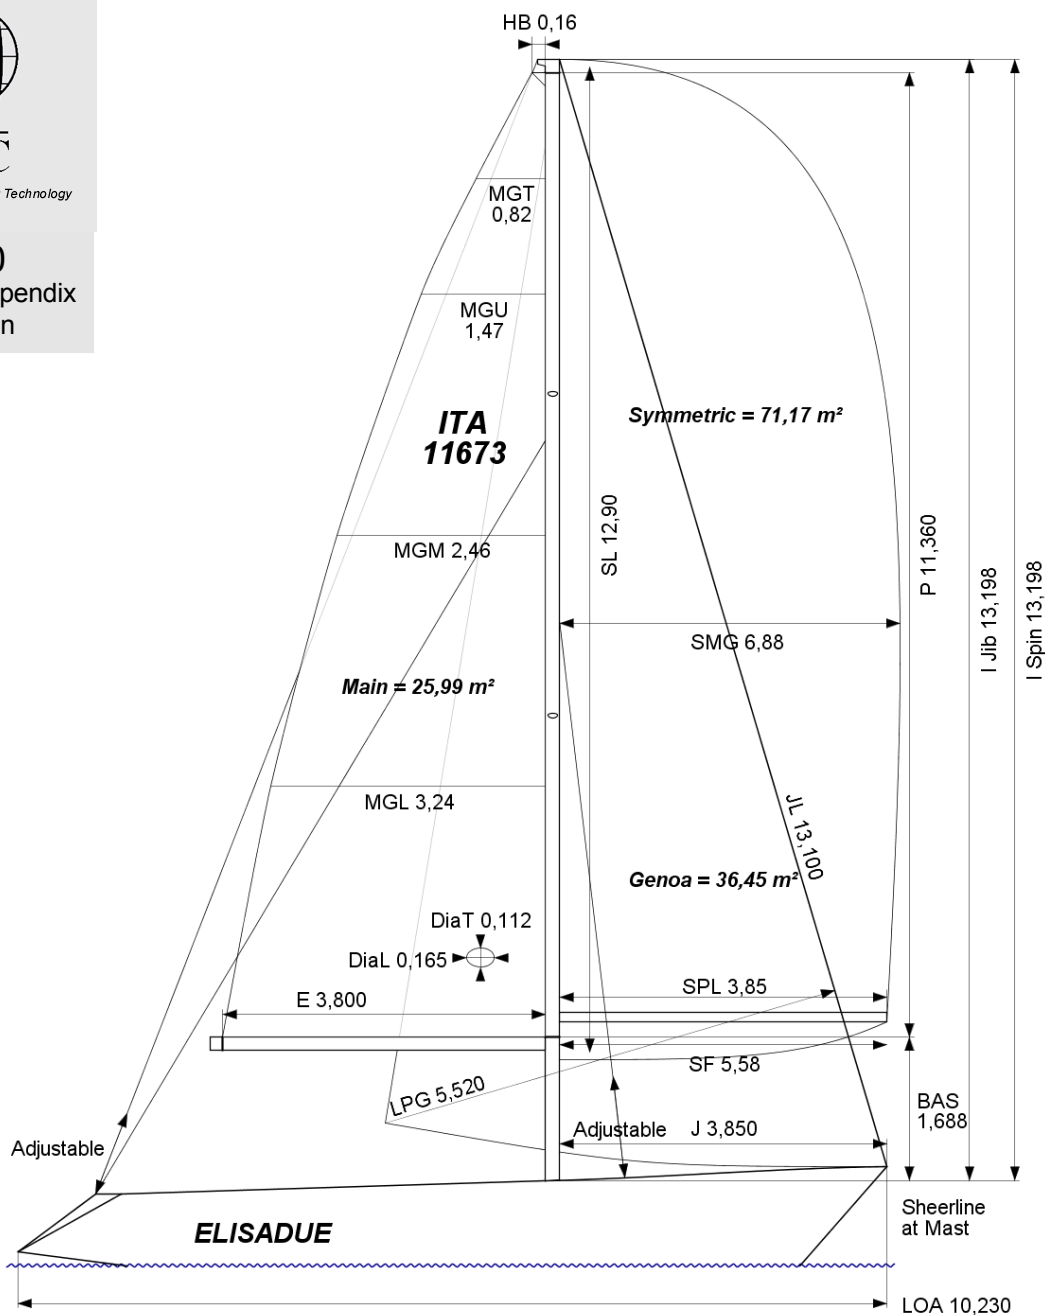 HB 0,16
Technology
pendix
n
MGT
0,82
MGU
1,47
ITA
11673
Symmetric = 71,17 m²
SL 12,90
P 11,360
I Jib 13,198
I Spin 13,198
MGM 2,46
SMG 6,88
Main = 25,99 m²
MGL 3,24
JL 13,100
Genoa = 36,45 m²
DiaT 0,112
DiaL 0,165
E 3,800
SPL 3,85
SF 5,58
LPG 5,520
BAS
1,688
Adjustable
J 3,850
Adjustable
Sheerline
at Mast
ELISADUE
LOA 10,230